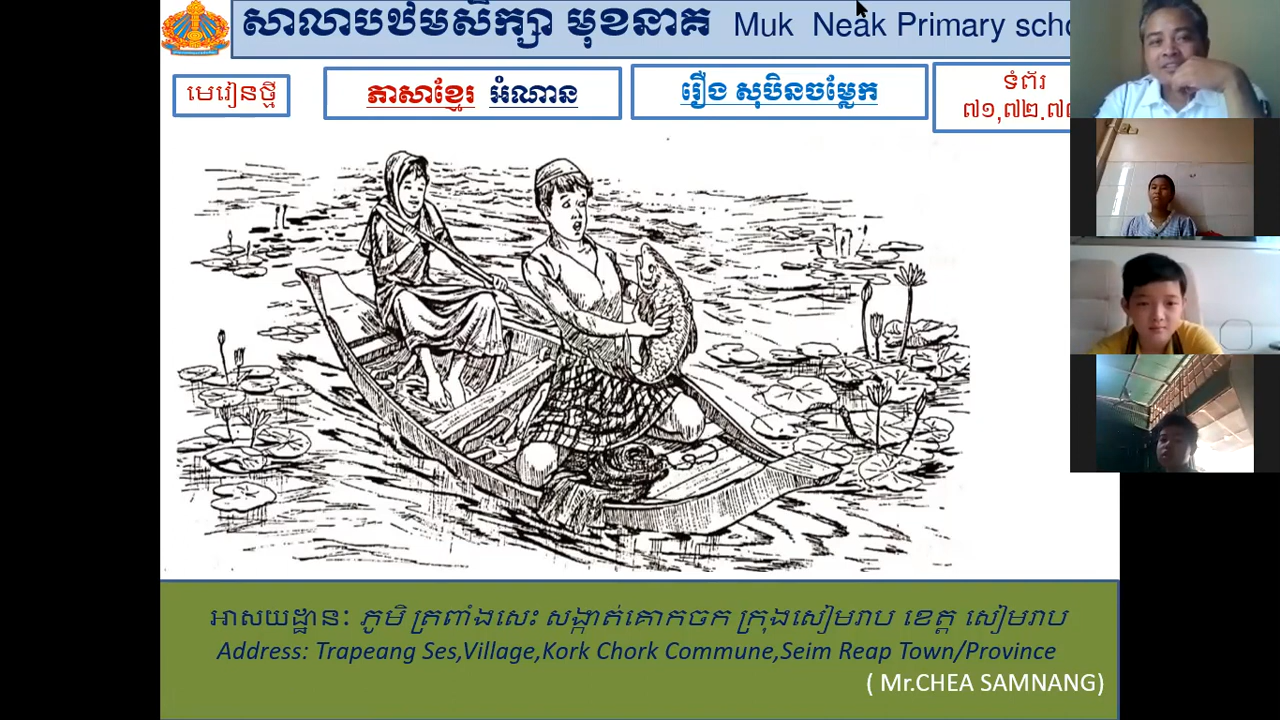 សាលាបឋមសិក្សា មុខនាគ Muk Neak Primary scho
មេរៀនថ្មី
ភាសាខ្មែរ អំណាន
រឿង សុបិនចម្លែក
ទំព័រ
៧១,៧២.៧
អាសយដ្ឋាន: ភូមិ ត្រពាំងសេះ សង្កាត់គោកចក ក្រុងសៀមរាប ខេត្ត សៀមរាប
Address: Trapeang Ses,Village,Kork Chork Commune,Seim Reap Town/Province
( Mr.CHEA SAMNANG)